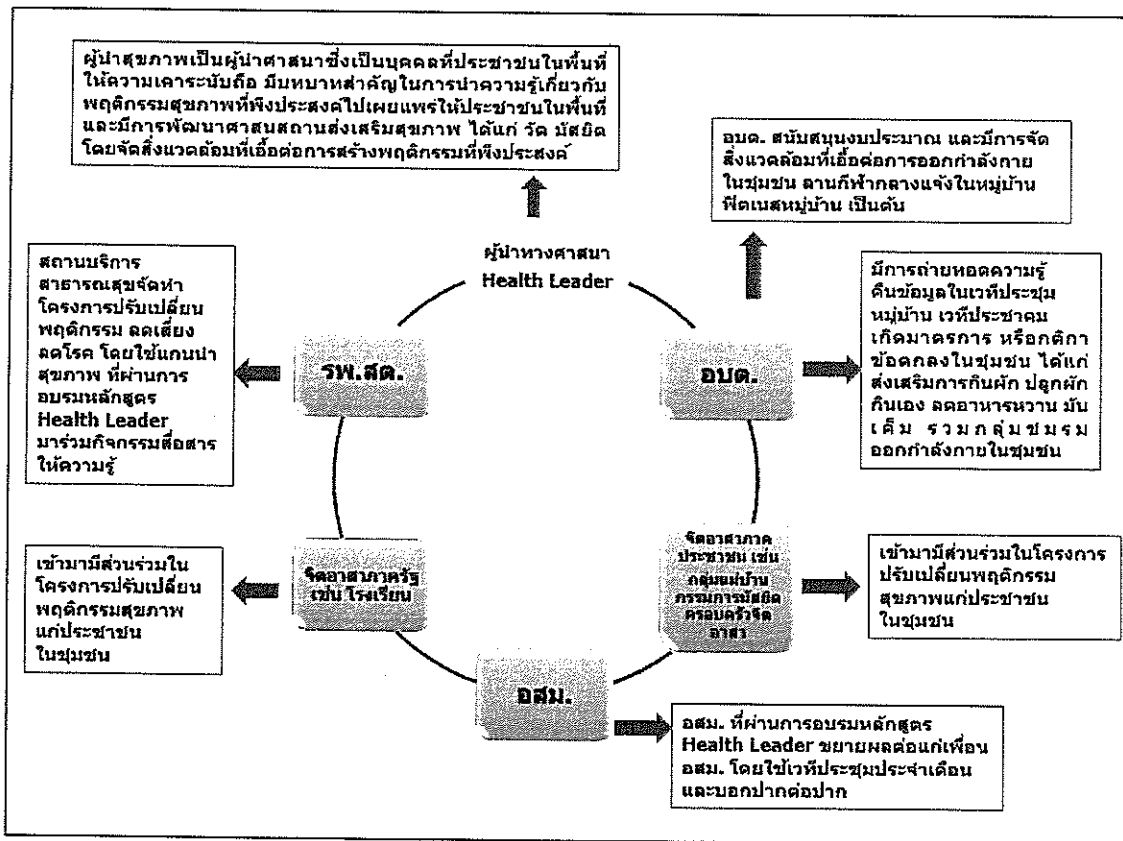 ผู้นำสุขภาพเป็นผู้นำศาสนาซึ่งเป็นบุคคลที่ประชาชนในพื้นที่
ให้ความเคาระนับถือ มีบทบาทสำคัญในการนำความรู้เกี่ยวกับ
พฤติกรรมสุขภาพที่พึงประสงค์ไปเผยแพร่ให้ประชาชนในพื้นที่
และมีการพัฒนาศาสนสถานส่งเสริมสุขภาพ ได้แก่ วัด มัสยิด
โดยจัดสิ่งแวดล้อมที่เอื้อต่อการสร้างพฤติกรรมที่พึงประสงค์
อบต. สนับสนุนงบประมาณ และมีการจัด
สิ่งแวดล้อมที่เอื้อต่อการออกกำลังกาย
ในชุมชน ลานกีฬากลางแจ้งในหมู่บ้าน
ฟิตเนสหมู่บ้าน เป็นต้น
ผู้นำทางศาสนา
Health Leader
สถานบริการ
สาธารณสุขจัดทำ
โครงการปรับเปลี่ยน
พฤติกรรม ลดเสี่ยง
ลดโรค โดยใช้แกนนำ
สุขภาพ ที่ผ่านการ
อบรมหลักสูตร
Health Leader
มาร่วมกิจกรรมสื่อสาร
ให้ความรู้
รพ.สต.
อบต.
มีการถ่ายทอดความรู้
คืนข้อมูลในเวทีประชุม
หมู่บ้าน เวทีประชาคม
เกิดมาตรการ หรือกติกา
ข้อตกลงในชุมชน ได้แก่
ส่งเสริมการกินผัก ปลูกผัก
กินเอง ลดอาหารหวาน มัน
เค็ม รวมกลุ่มชมรม
ออกกำลังกายในชุมชน
เข้ามามีส่วนร่วมใน
โครงการปรับเปลี่ยน
พฤติกรรมสุขภาพ
แก่ประชาชน
ในชุมชน
จิตอาสาภาครัฐ
เช่น โรงเรียน
จิตอาสาภาค
ประชาชน เช่น
กลุ่มแม่บ้าน
กรรมการมัสยิด
ครอบครัวจิต
อาสา
เข้ามามีส่วนร่วมในโครงการ
ปรับเปลี่ยนพฤติกรรม
สุขภาพแก่ประชาชน
ในชุมชน
อสม.
อสม. ที่ผ่านการอบรมหลักสูตร
Health Leader ขยายผลต่อแก่เพื่อน
อสม. โดยใช้เวทีประชุมประจำเดือน
และบอกปากต่อปาก